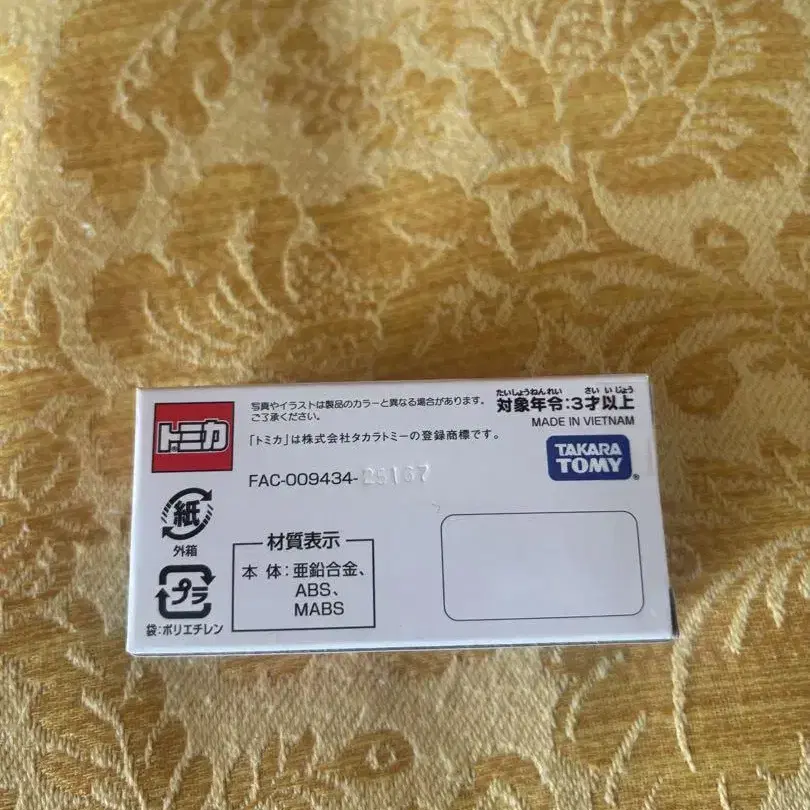 トミカ
写真やイラストは製品のカラーと異なる場合があります。
ご了承ください。
「トミカ」は株式会社タカラトミーの登録商標です。
FAC-009434-25167
たいしょうねんれい さい いじょう
対象年令:3才以上
MADE IN VIETNAM
TAKARA
TOMY®
紙
外箱
プラ
袋:ポリエチレン
材質表示
本 体:亜鉛合金、
ABS、
MABS